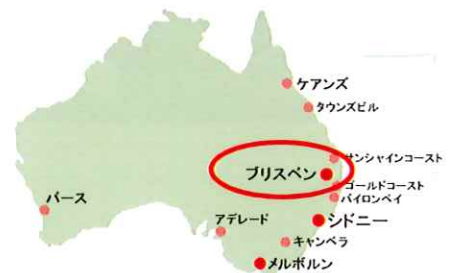 ケアンズ
タウンズビル
サンシャインコースト
ブリスベン
ゴールドコースト
バイロンベイ
パース
アデレード
シドニー
キャンベラ
メルボルン